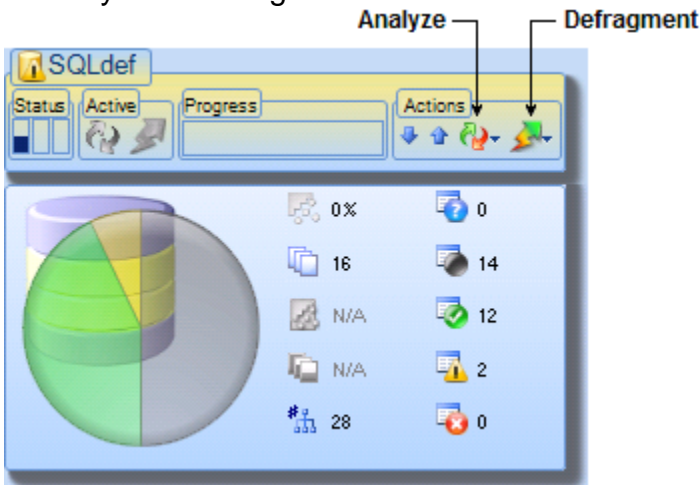 Analyze
Defragment
SQLdef
Status
Active
Progress
Actions
0%
0
16
14
N/A
12
N/A
2
# 28
0